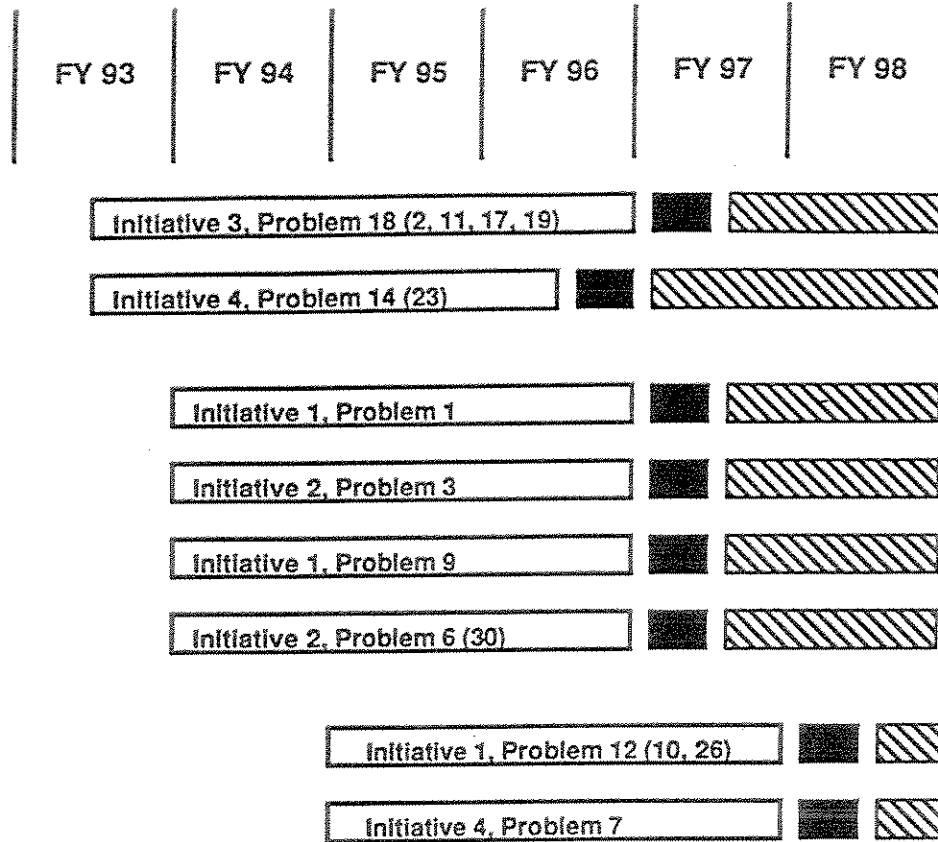 FY 93 FY 94 FY 95 FY 96 FY 97 FY 98
Initiative 3, Problem 18 (2, 11, 17, 19)
Initiative 4, Problem 14 (23)
Initiative 1, Problem 1
Initiative 2, Problem 3
Initiative 1, Problem 9
Initiative 2, Problem 6 (30)
Initiative 1, Problem 12 (10, 26)
Initiative 4, Problem 7